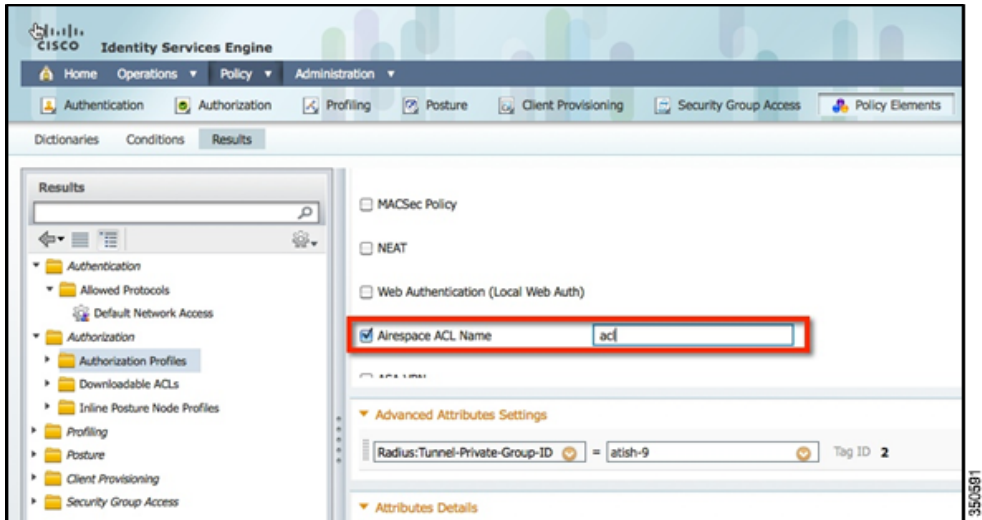 CISCO Identity Services Engine
Home Operations Policy Administration
Authentication Authorization Profiling Posture Client Provisioning Security Group Access Policy Elements
Dictionaries Conditions Results
Results
Authentication
Allowed Protocols
Default Network Access
Authorization
Authorization Profiles
Downloadable ACLs
Inline Posture Node Profiles
Profiling
Posture
Client Provisioning
Security Group Access
MACSec Policy
NEAT
Web Authentication (Local Web Auth)
Airespace ACL Name acl
ASA VPN
Advanced Attributes Settings
Radius:Tunnel-Private-Group-ID = atish-9 Tag ID 2
Attributes Details
350591